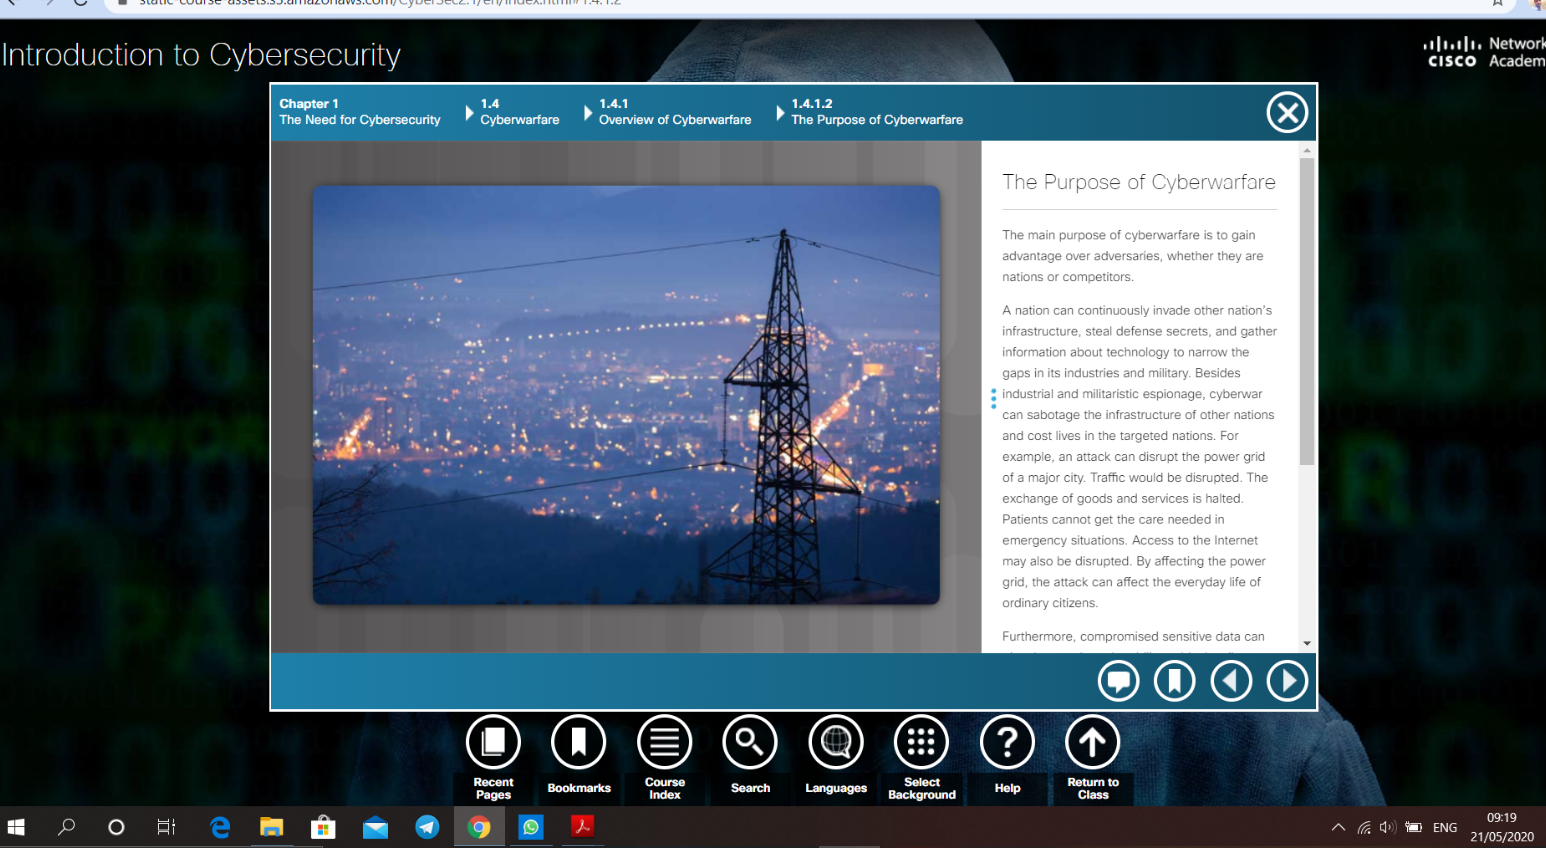 static-course-assets.s3.amazonaws.com/CyberSec2.1/en/index.html#1.4.1.2
Introduction to Cybersecurity
Network
CISCO Academ
Chapter 1
The Need for Cybersecurity
1.4
Cyberwarfare
1.4.1
Overview of Cyberwarfare
1.4.1.2
The Purpose of Cyberwarfare
The Purpose of Cyberwarfare
The main purpose of cyberwarfare is to gain
advantage over adversaries, whether they are
nations or competitors.
A nation can continuously invade other nation's
infrastructure, steal defense secrets, and gather
information about technology to narrow the
gaps in its industries and military. Besides
industrial and militaristic espionage, cyberwar
can sabotage the infrastructure of other nations
and cost lives in the targeted nations. For
example, an attack can disrupt the power grid
of a major city. Traffic would be disrupted. The
exchange of goods and services is halted.
Patients cannot get the care needed in
emergency situations. Access to the Internet
may also be disrupted. By affecting the power
grid, the attack can affect the everyday life of
ordinary citizens.
Furthermore, compromised sensitive data can
Recent
Pages
Bookmarks
Course
Index
Search
Languages
Select
Background
Help
Return to
Class
ENG
09:19
21/05/2020